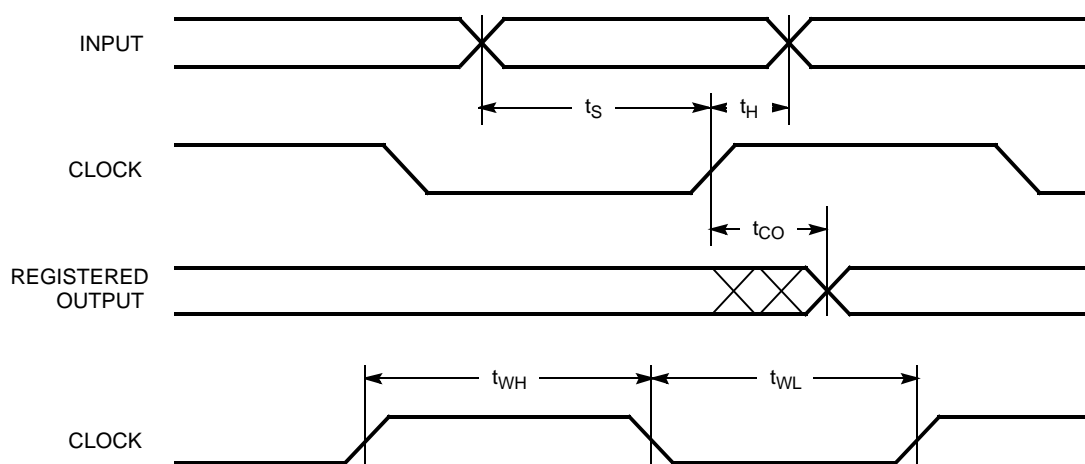 INPUT
tS
tH
CLOCK
tCO
REGISTERED
OUTPUT
tWH
tWL
CLOCK